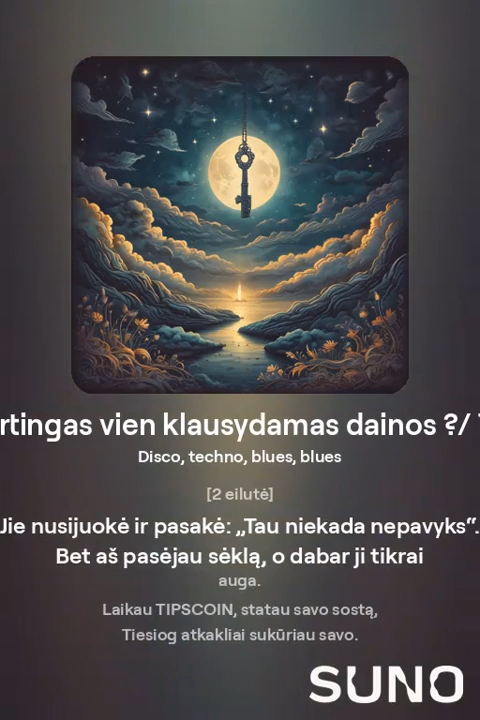 rtingas vien klausydamas dainos ?/
Disco, techno, blues, blues
[2 eilutė]
Jie nusijuokė ir pasakė: „Tau niekada nepavyks“.
Bet aš pasėjau sėklą, o dabar ji tikrai
auga.
Laikau TIPSCOIN, statau savo sostą,
Tiesiog atkakliai sukūriau savo.
SUNO